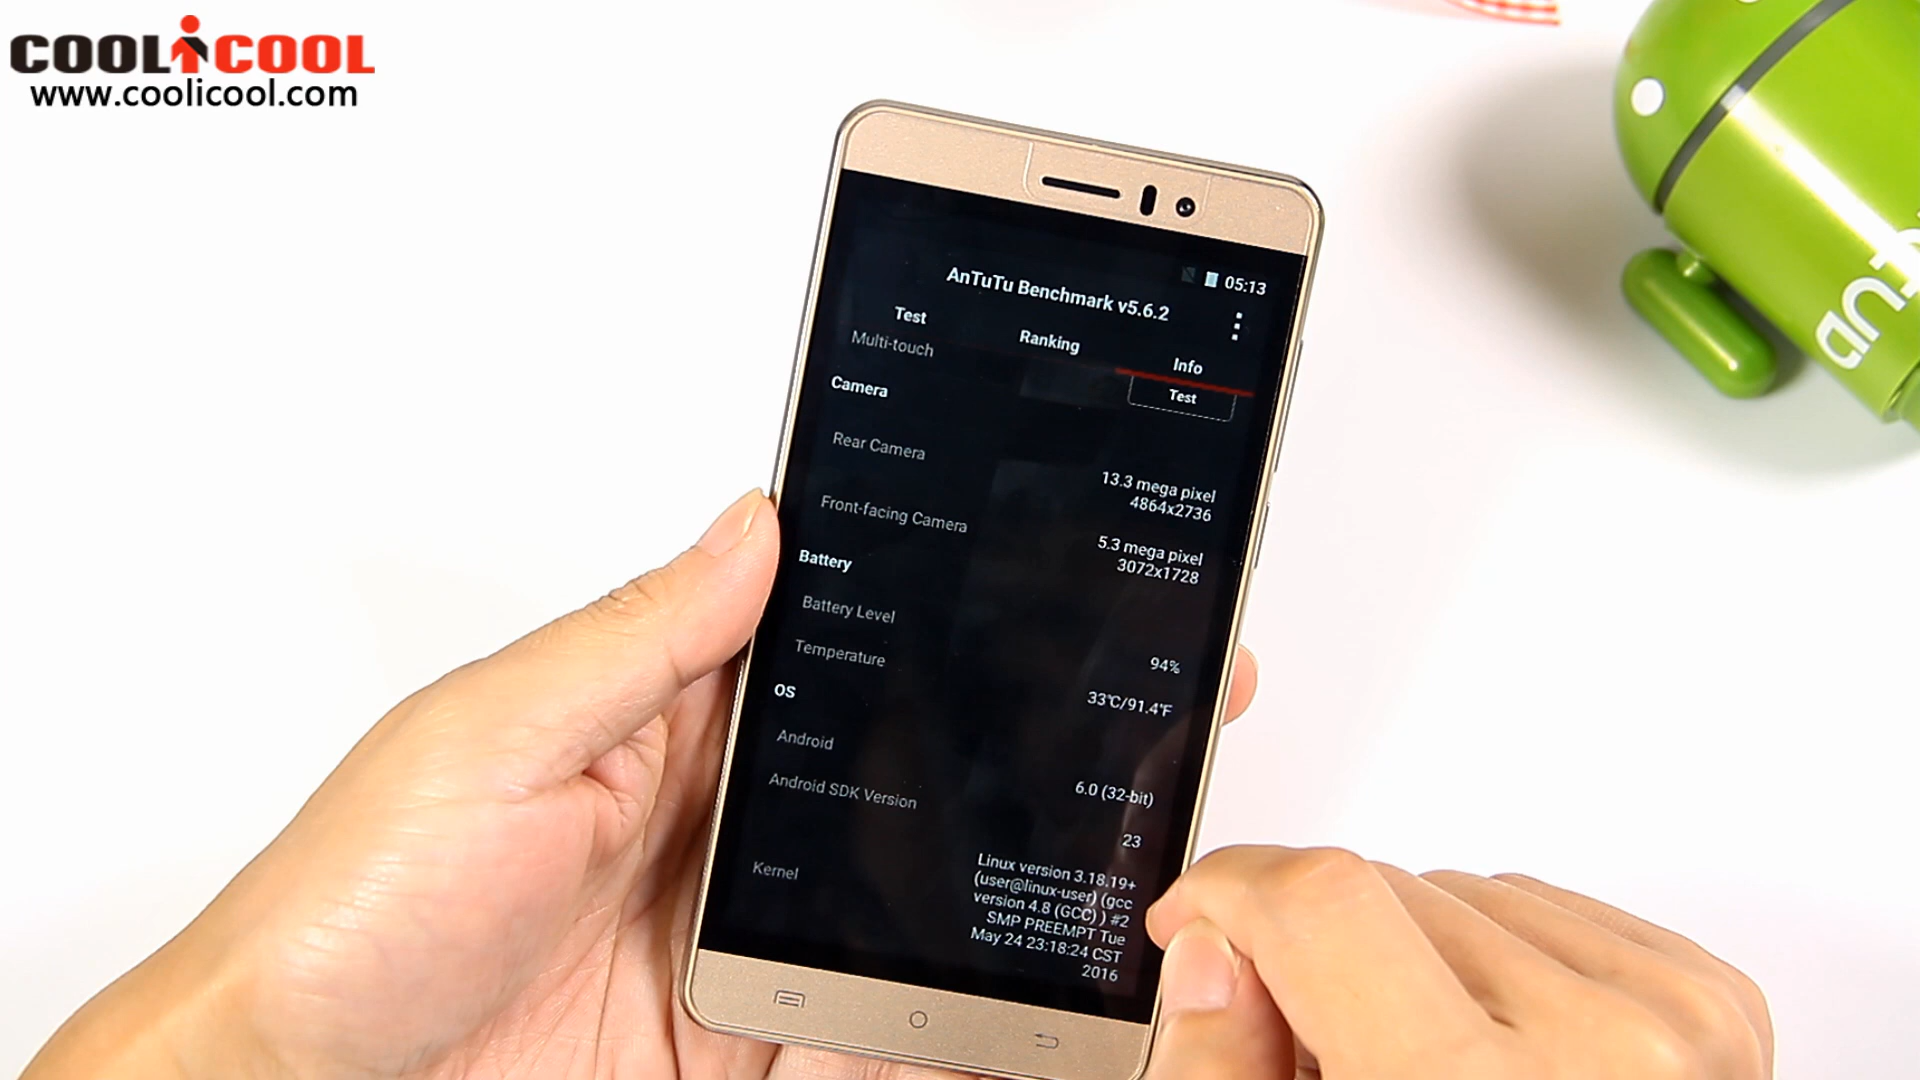 COOLiCOOL
www.coolicool.com
05:13
AnTuTu Benchmark v5.6.2
Test
Ranking
Info
Multi-touch
Test
Camera
Rear Camera
13.3 mega pixel
4864x2736
Front-facing Camera
5.3 mega pixel
3072x1728
Battery
Battery Level
94%
Temperature
33℃/91.4℉
OS
Android
6.0 (32-bit)
Android SDK Version
23
Kernel
Linux version 3.18.19+
(user@linux-user) (gcc
version 4.8 (GCC) ) #2
SMP PREEMPT Tue
May 24 23:18:24 CST
2016